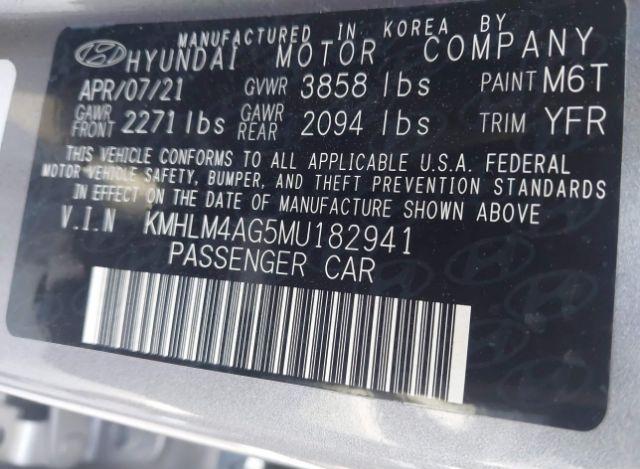 MANUFACTURED IN KOREA BY
HYUNDAI MOTOR COMPANY
APR/07/21 GVWR 3858 lbs PAINT M6T
GAWR FRONT 2271 lbs GAWR REAR 2094 lbs TRIM YFR
THIS VEHICLE CONFORMS TO ALL APPLICABLE U.S.A. FEDERAL
MOTOR VEHICLE SAFETY, BUMPER, AND THEFT PREVENTION STANDARDS
IN EFFECT ON THE DATE OF MANUFACTURE SHOWN ABOVE
V.I.N KMHLM4AG5MU182941
PASSENGER CAR